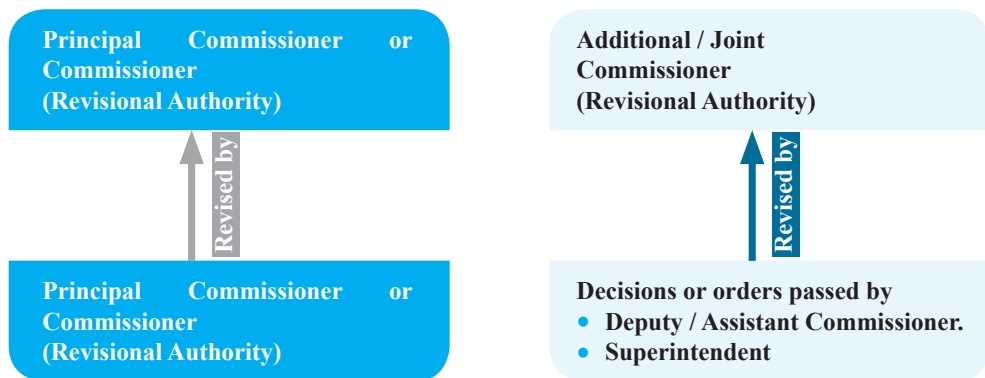 Principal Commissioner or
Commissioner
(Revisional Authority)
Revised by
Principal Commissioner or
Commissioner
(Revisional Authority)
Additional / Joint
Commissioner
(Revisional Authority)
Revised by
Decisions or orders passed by
• Deputy / Assistant Commissioner.
• Superintendent